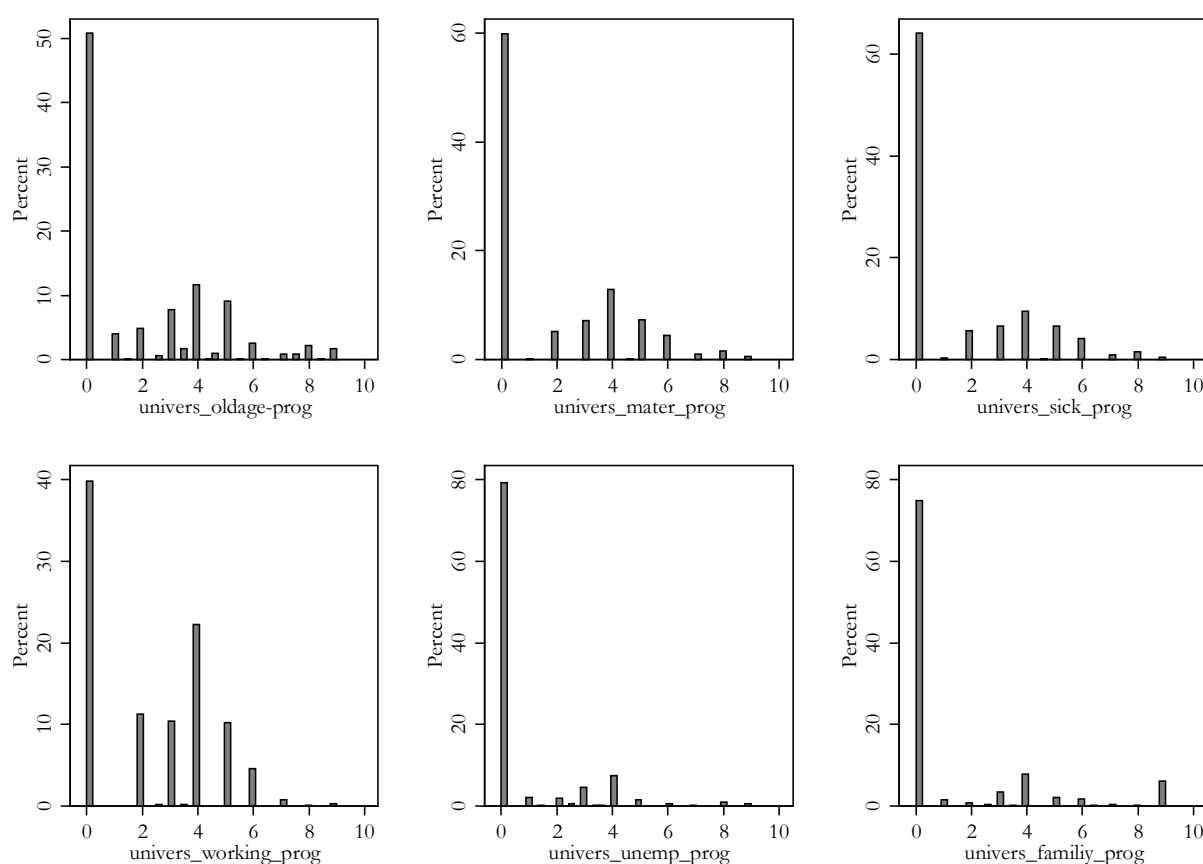 Percent
0 10 20 30 40 50
0 2 4 6 8 10
univers_oldage-prog
Percent
0 20 40 60
0 2 4 6 8 10
univers_mater_prog
Percent
0 20 40 60
0 2 4 6 8 10
univers_sick_prog
Percent
0 10 20 30 40
0 2 4 6 8 10
univers_working_prog
Percent
0 20 40 60 80
0 2 4 6 8 10
univers_unemp_prog
Percent
0 20 40 60 80
0 2 4 6 8 10
univers_familiy_prog